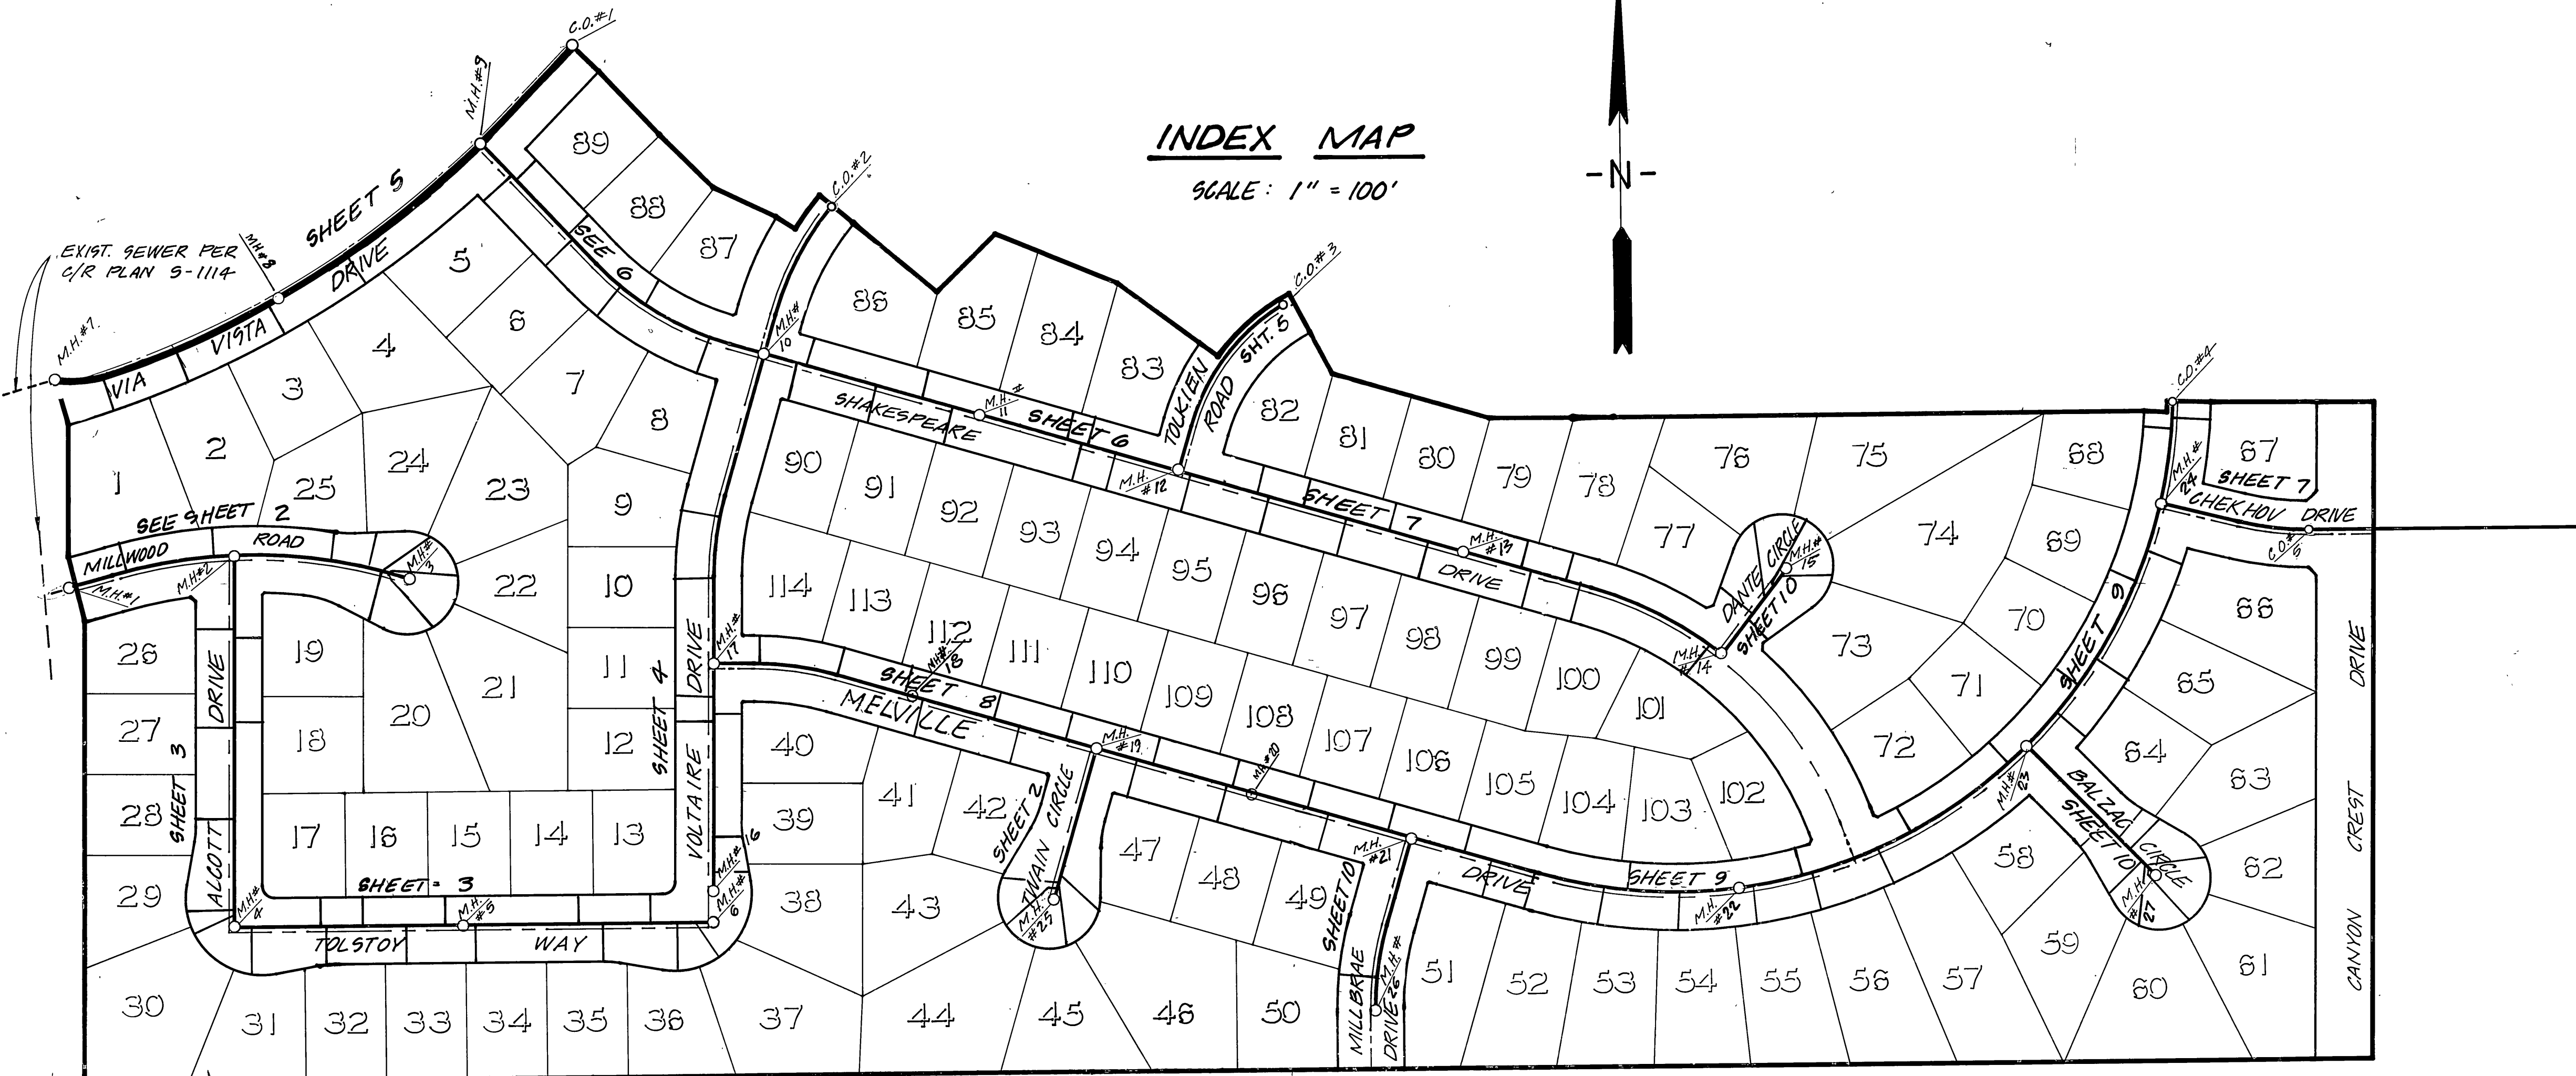 C.O.#1
M.H.#9
C.O.#2
INDEX MAP
SCALE: 1" = 100'
-N-
EXIST. SEWER PER
C/R PLAN S-1114
SHEET 5
M.H.#8
M.H.#7
VIA VISTA DRIVE
SEE 6
M.H.#
10
C.O.#3
C.O.#4
89
88
87
86
85
84
83
82
81
80
79
78
77
76
75
74
73
72
71
70
69
68
67
66
65
64
63
62
61
60
59
58
57
56
55
54
53
52
51
50
49
48
47
46
45
44
43
42
41
40
39
38
37
36
35
34
33
32
31
30
29
28
27
26
25
24
23
22
21
20
19
18
17
16
15
14
13
12
11
10
9
8
7
6
5
4
3
2
1
90
91
92
93
94
95
96
97
98
99
100
101
102
103
104
105
106
107
108
109
110
111
112
113
114
SHAKESPEARE
M.H.#
11
SHEET 6
TOLKIEN
ROAD SHT. 5
M.H.
#12
SHEET 7
M.H.#
#13
DRIVE
DANTE CIRCLE
M.H.#
15
SHEET 10
M.H.
#14
M.H.#
24
SHEET 7
CHEKHOV DRIVE
C.O.#
5
SHEET 9
SEE SHEET 2
MILLWOOD ROAD
M.H.#1
M.H.#2
M.H.#
3
ALCOTT DRIVE
SHEET 3
M.H.#
4
SHEET 3
M.H.
#5
TOLSTOY WAY
M.H.#
6
M.H.# 16
VOLTAIRE DRIVE
SHEET 4
M.H.#
17
M.H.#
18
SHEET 8
MELVILLE
M.H.
#19
SHEET 2
TWAIN CIRCLE
M.H.
#25
M.H.#20
M.H.
#21
SHEET 10
MILLBRAE
DRIVE
M.H.#
26
DRIVE
SHEET 9
M.H.
#22
M.H.#
23
BALZAC CIRCLE
SHEET 10
M.H.
#
27
CANYON CREST DRIVE